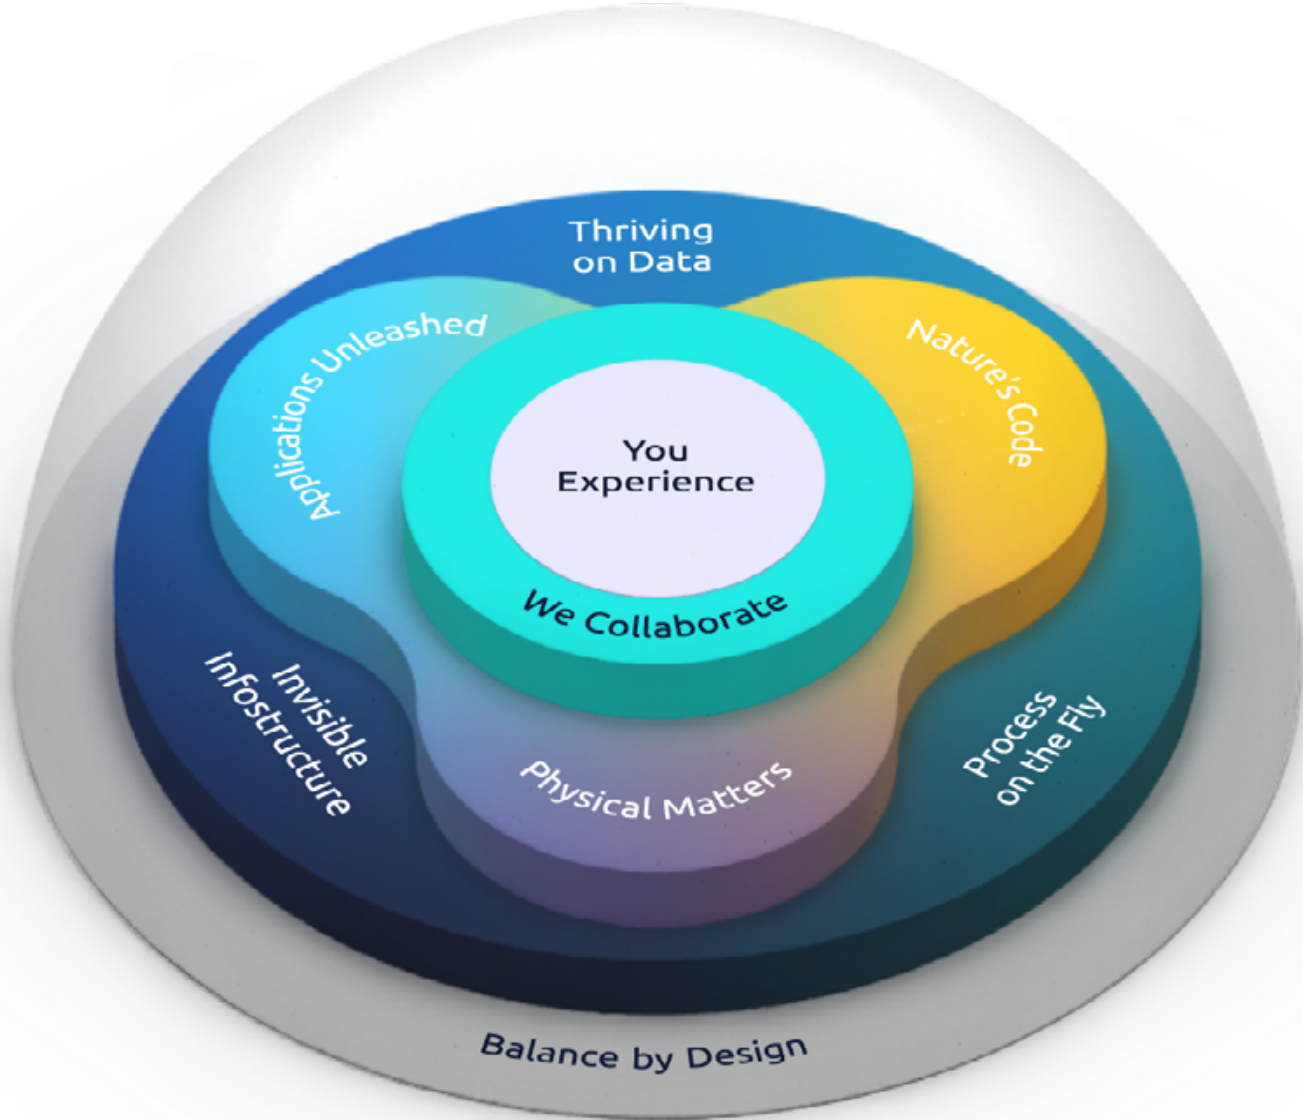 Thriving
on Data
Applications Unleashed
Nature's Code
You
Experience
We Collaborate
Invisible
Infostructure
Process
on the Fly
Physical Matters
Balance by Design